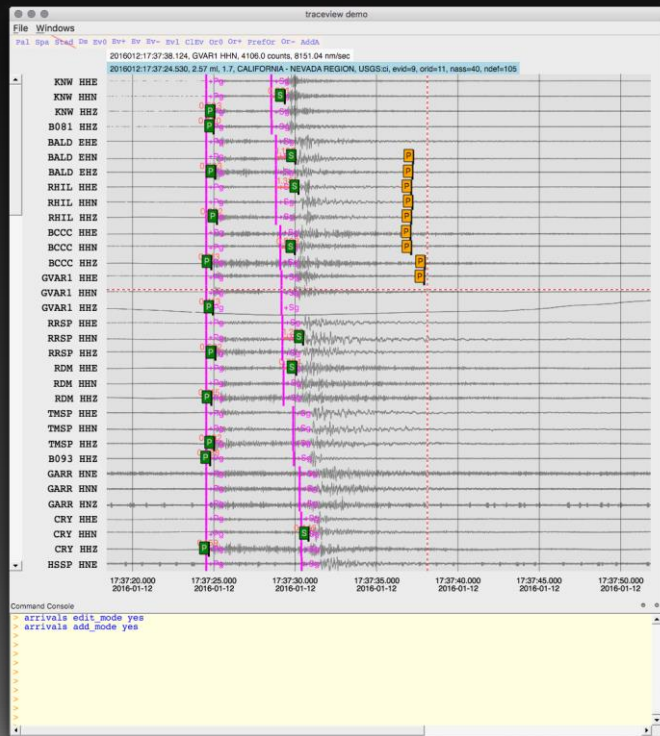 traceview demo
File Windows
Pal Spa Stad Ds Ev0 Ev+ Ev Ev- Evl ClEv Or0 Or+ PrefOr Or- AddA
2016012:17:37:38.124, GVAR1 HHN, 4106.0 counts, 8151.04 nm/sec
2016012:17:37:24.530, 2.57 ml, 1.7, CALIFORNIA - NEVADA REGION, USGS:ci, evid=9, orid=11, nass=40, ndef=105
KNW HHE
KNW HHN S
KNW HHZ P
B081 HHZ P
BALD EHE
BALD EHN S P
BALD EHZ P P
RHIL HHE S P
RHIL HHN P
RHIL HHZ P P
BCCC HHE P
BCCC HHN S P
BCCC HHZ P P
GVAR1 HHE P
GVAR1 HHN
GVAR1 HHZ P
RRSP HHE
RRSP HHN S
RRSP HHZ P
RDM HHE S
RDM HHN
RDM HHZ P
TMSP HHE
TMSP HHN
TMSP HHZ P
B093 HHZ P
GARR HNE
GARR HNN
GARR HNZ
CRY HHE
CRY HHN S
CRY HHZ P
HSSP HNE
17:37:20.000 17:37:25.000 17:37:30.000 17:37:35.000 17:37:40.000 17:37:45.000 17:37:50.000
2016-01-12 2016-01-12 2016-01-12 2016-01-12 2016-01-12 2016-01-12 2016-01-12
Command Console
> arrivals edit_mode yes
> arrivals add_mode yes
>
>
>
>
>
>
>
>
>
>